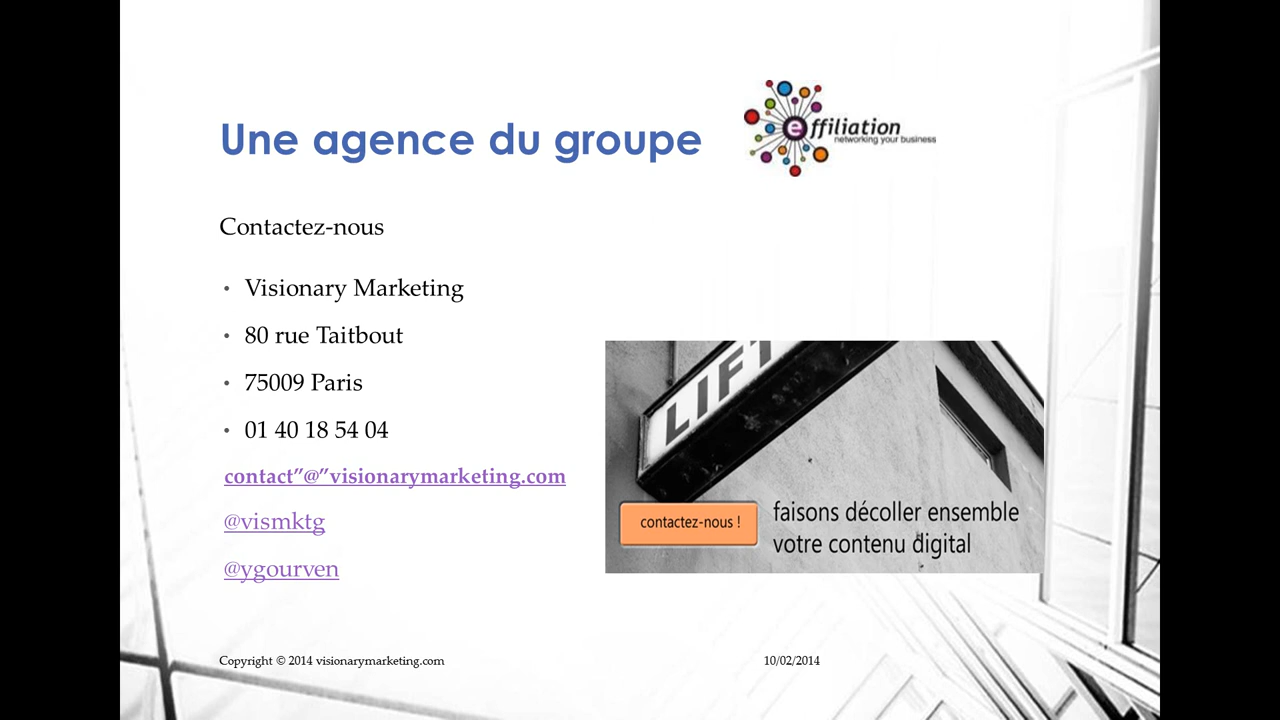 Une agence du groupe
effiliation
networking your business
Contactez-nous
• Visionary Marketing
• 80 rue Taitbout
• 75009 Paris
• 01 40 18 54 04
contact”@”visionarymarketing.com
@vismktg
@ygourven
LIFT
contactez-nous !
faisons décoller ensemble
votre contenu digital
Copyright © 2014 visionarymarketing.com
10/02/2014